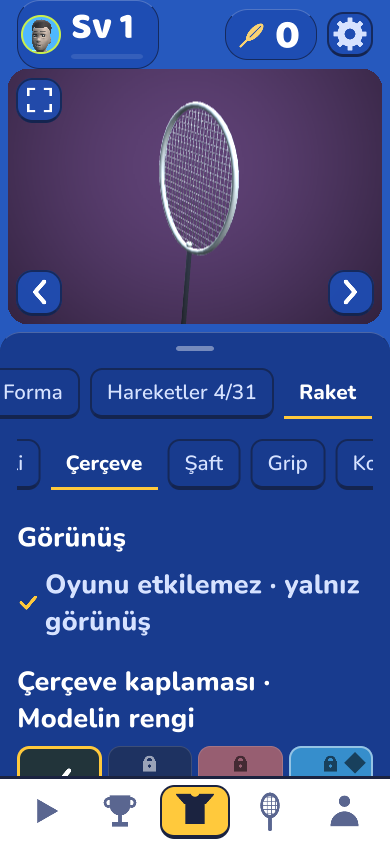 Sv 1
0
Forma
Hareketler 4/31
Raket
Çerçeve
Şaft
Grip
Görünüş
Oyunu etkilemez · yalnız
görünüş
Çerçeve kaplaması ·
Modelin rengi